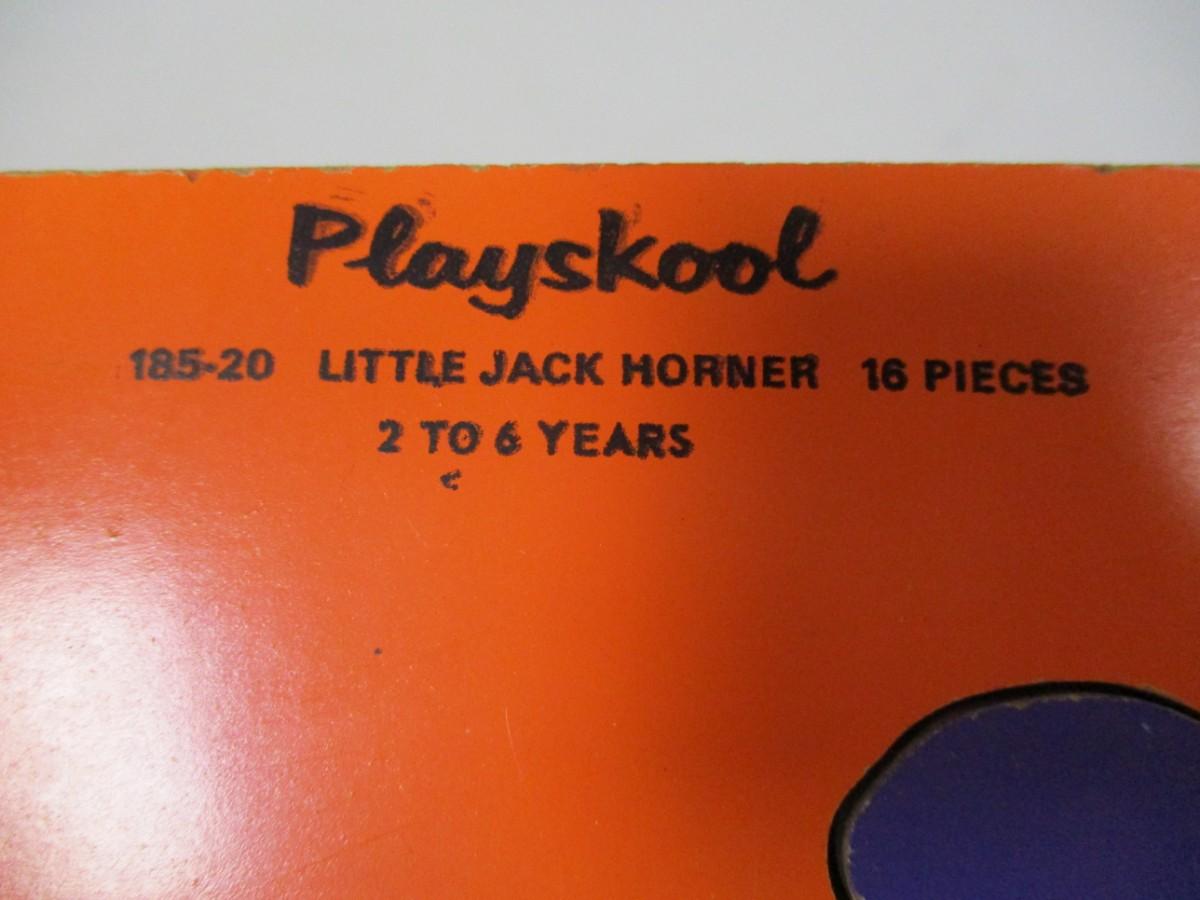 Playskool
185-20 LITTLE JACK HORNER 16 PIECES
2 TO 6 YEARS